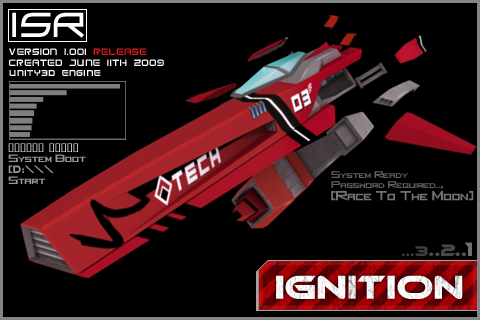 ISR
VERSION 1.001 RELEASE
CREATED JUNE 11TH 2009
UNITY3D ENGINE
System Boot
[D:\\\
Start
03
TECH
System Ready
Password Required...
[Race To The Moon]
...3..2..1
IGNITION